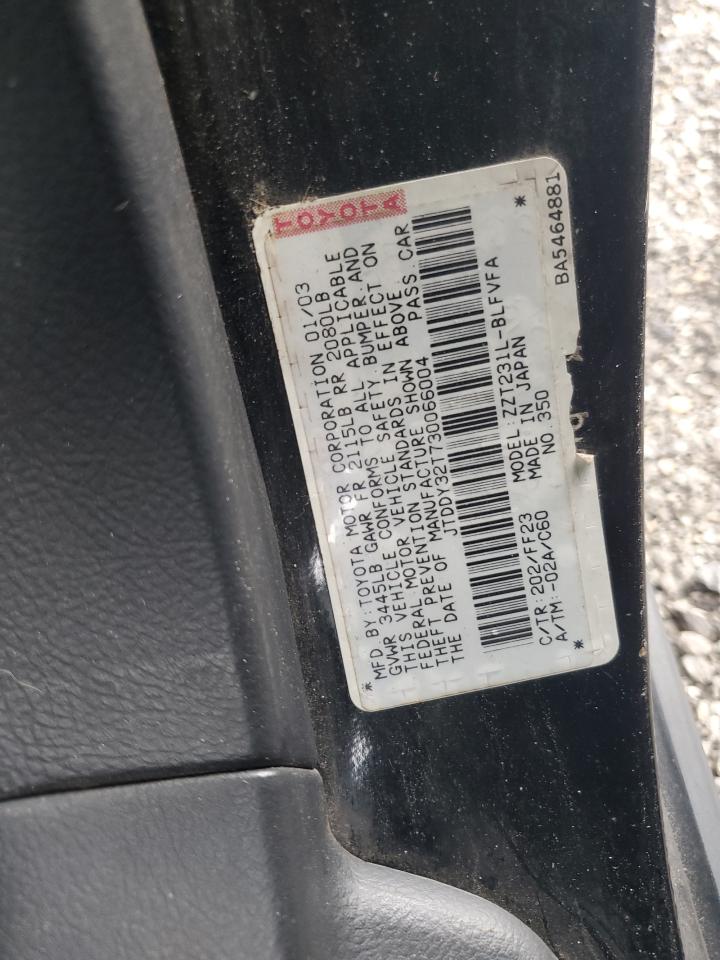 TOYOTA
*MFD BY:TOYOTA MOTOR CORPORATION 01/03
GVWR 3445LB GAWR FR 2115LB RR 2080LB
THIS VEHICLE CONFORMS TO ALL APPLICABLE
FEDERAL MOTOR VEHICLE SAFETY BUMPER AND
THEFT PREVENTION STANDARDS IN EFFECT ON
THE DATE OF MANUFACTURE SHOWN ABOVE
JTDDY32T730066004 PASS. CAR
C/TR:202/FF23 MODEL:ZZT231L-BLFVFA *
A/TM:-02A/C60 MADE IN JAPAN
* NO.350 BA5464881